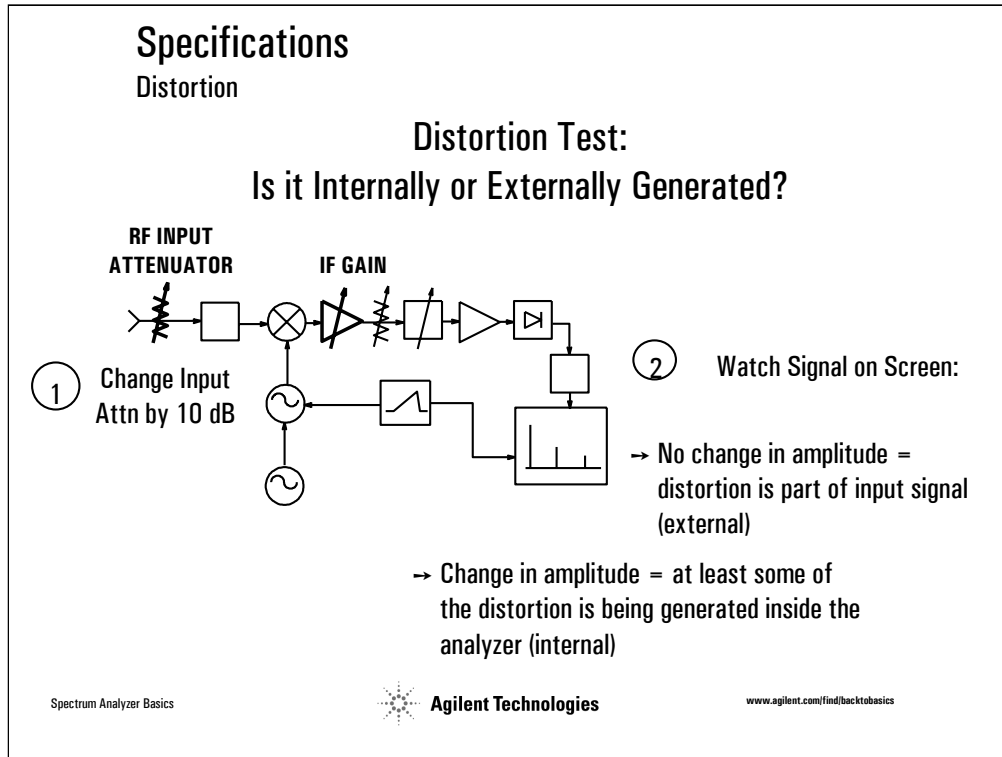 Specifications
Distortion
Distortion Test:
Is it Internally or Externally Generated?
RF INPUT
ATTENUATOR
IF GAIN
1
Change Input
Attn by 10 dB
2
Watch Signal on Screen:
→ No change in amplitude =
distortion is part of input signal
(external)
→ Change in amplitude = at least some of
the distortion is being generated inside the
analyzer (internal)
Spectrum Analyzer Basics
Agilent Technologies
www.agilent.com/find/backtobasics